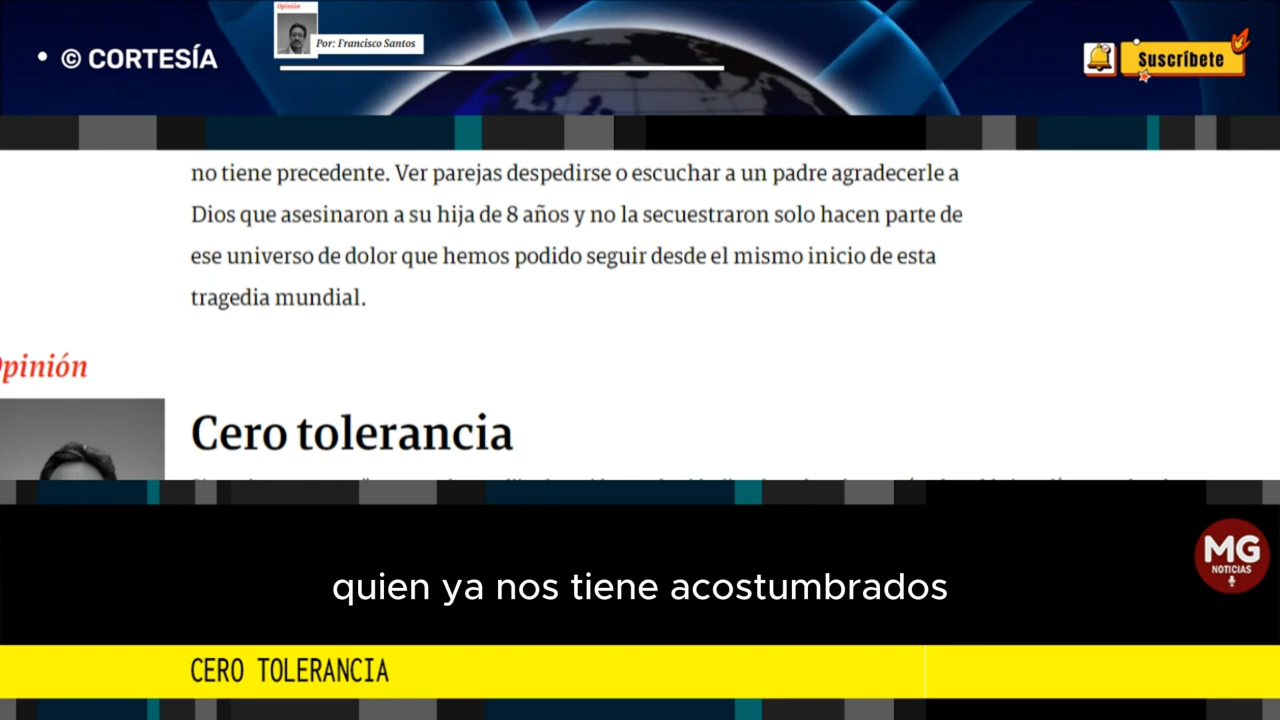 Opinión
Por: Francisco Santos
• © CORTESÍA
Suscríbete
no tiene precedente. Ver parejas despedirse o escuchar a un padre agradecerle a
Dios que asesinaron a su hija de 8 años y no la secuestraron solo hacen parte de
ese universo de dolor que hemos podido seguir desde el mismo inicio de esta
tragedia mundial.
Opinión
Cero tolerancia
MG
NOTICIAS
quien ya nos tiene acostumbrados
CERO TOLERANCIA